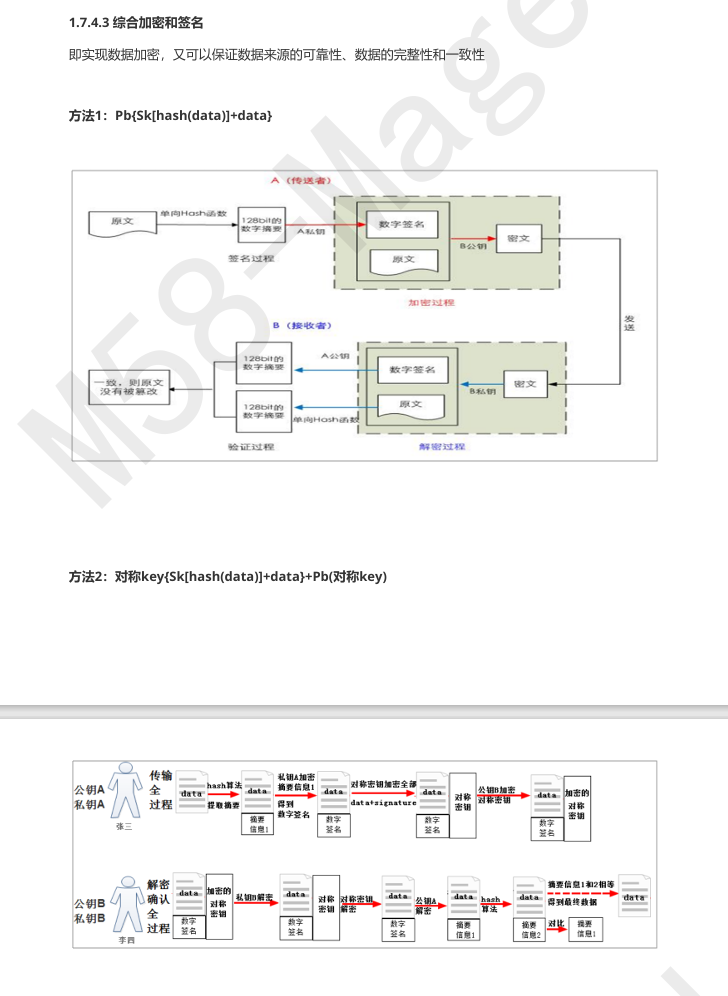 1.7.4.3 综合加密和签名
即实现数据加密，又可以保证数据来源的可靠性、数据的完整性和一致性
方法1：Pb{Sk[hash(data)]+data}
A（传送者）
原文
单向Hash函数
128bit的
数字摘要
A私钥
数字签名
原文
B公钥
密文
签名过程
加密过程
发
送
B（接收者）
128bit的
数字摘要
A公钥
数字签名
一致，则原文
没有被篡改
B私钥
密文
128bit的
数字摘要
单向Hash函数
原文
验证过程
解密过程
方法2：对称key{Sk[hash(data)]+data}+Pb(对称key)
公钥A
私钥A
张三
传输
全
过程
data
hash算法
提取摘要
data
摘要
信息1
私钥A加密
摘要信息1
得到
数字签名
data
数字
签名
对称密钥加密全部
data+signature
data
数字
签名
对称
密钥
公钥B加密
对称密钥
data
数字
签名
加密的
对称
密钥
公钥B
私钥B
李四
解密
确认
全
过程
data
数字
签名
加密的
对称
密钥
私钥B解密
data
数字
签名
对称
密钥
对称密钥
解密
data
数字
签名
公钥A
解密
data
摘要
信息1
hash
算法
data
摘要
信息2
摘要信息1和2相等
得到最终数据
data
对比
摘要
信息1
M58-Mage